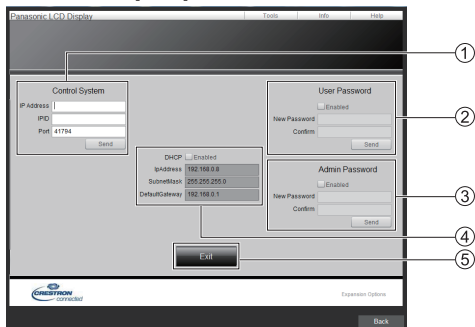 Panasonic LCD Display
Tools
Info
Help
①
Control System
IP Address
IPID
Port 41794
Send
User Password
Enabled
New Password
Confirm
Send
②
DHCP Enabled
IpAddress 192.168.0.8
SubnetMask 255.255.255.0
DefaultGateway 192.168.0.1
Admin Password
Enabled
New Password
Confirm
Send
③
④
Exit
⑤
CRESTRON
connected
Expansion Options
Back